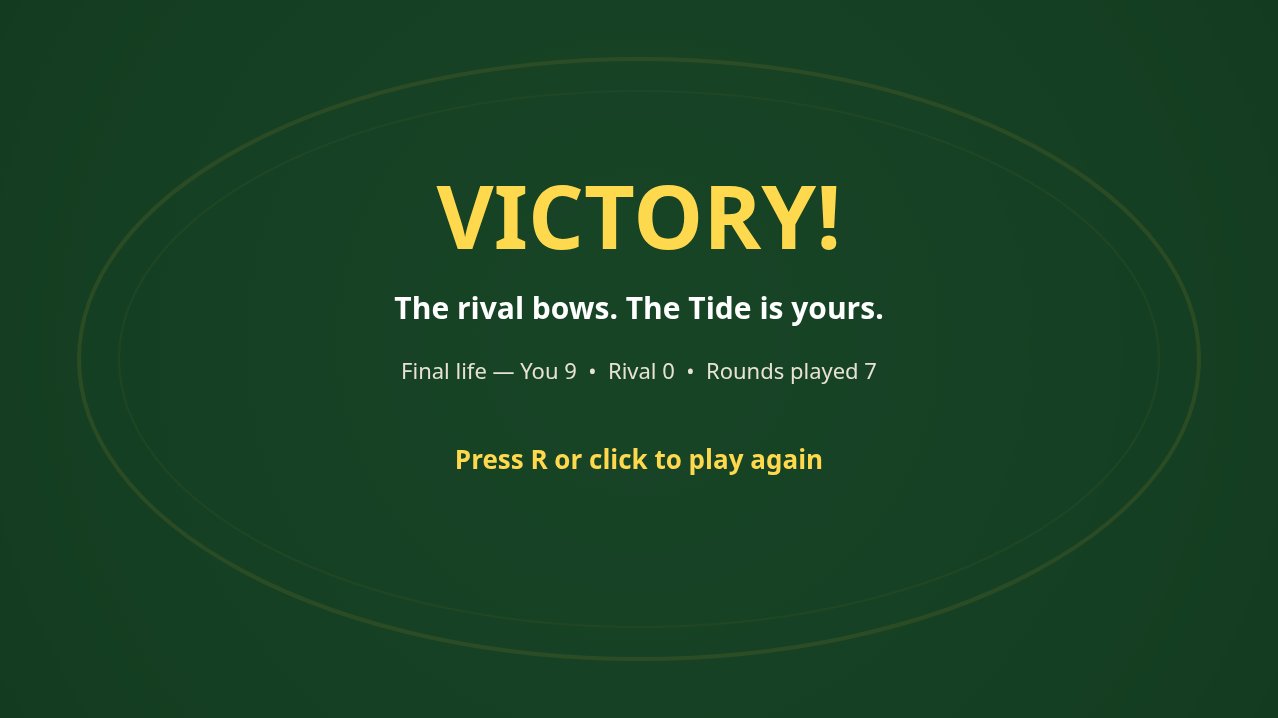 VICTORY!
The rival bows. The Tide is yours.
Final life — You 9 • Rival 0 • Rounds played 7
Press R or click to play again